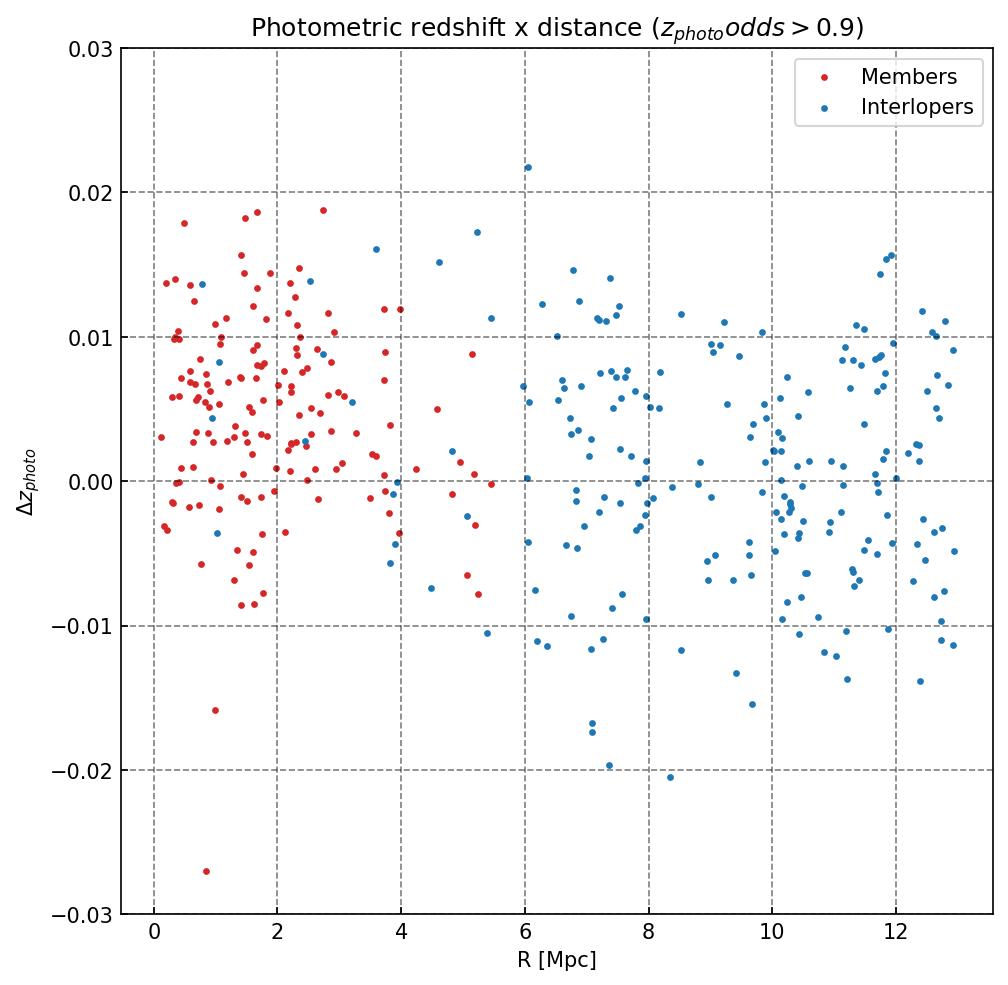 Photometric redshift x distance (z_photo odds > 0.9)
Members
Interlopers
0.03
0.02
0.01
0.00
−0.01
−0.02
−0.03
Δz_photo
0 2 4 6 8 10 12
R [Mpc]